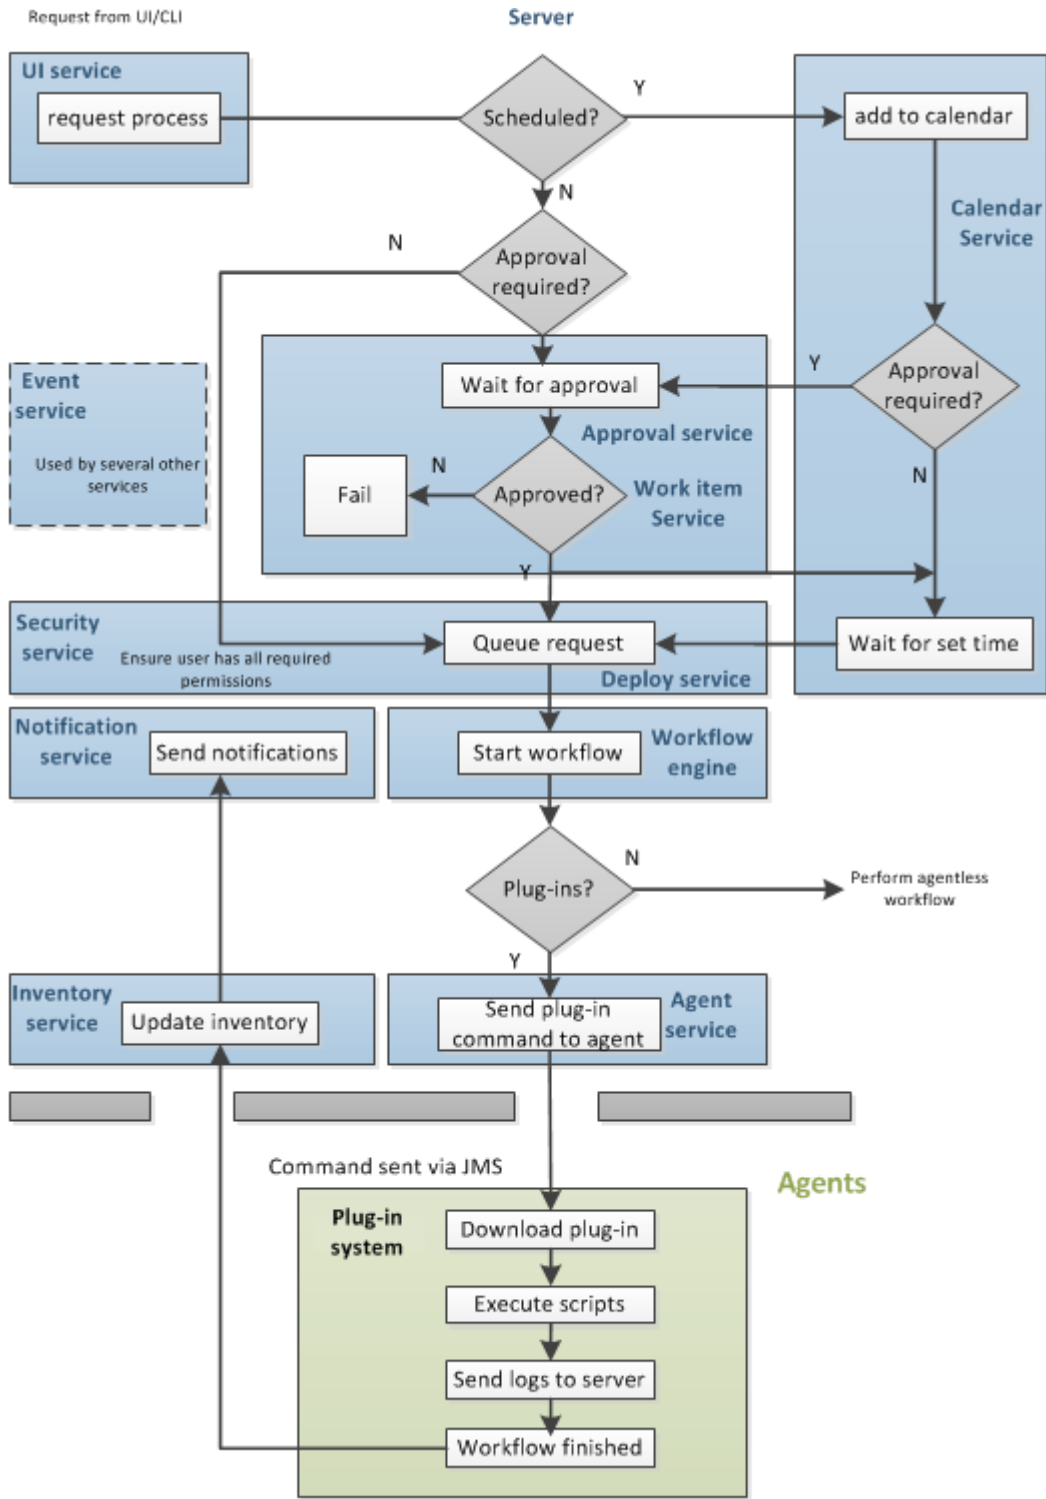 Request from UI/CLI
Server
UI service
request process
Scheduled?
Y
add to calendar
N
Calendar
Service
N
Approval
required?
Event
service
Used by several other
services
Wait for approval
Y
Approval
required?
Approval service
Fail
N
Approved?
Work item
Service
N
Y
Security
service
Ensure user has all required
permissions
Queue request
Deploy service
Wait for set time
Notification
service
Send notifications
Start workflow
Workflow
engine
Plug-ins?
N
Perform agentless
workflow
Y
Inventory
service
Update inventory
Send plug-in
command to agent
Agent
service
Command sent via JMS
Agents
Plug-in
system
Download plug-in
Execute scripts
Send logs to server
Workflow finished